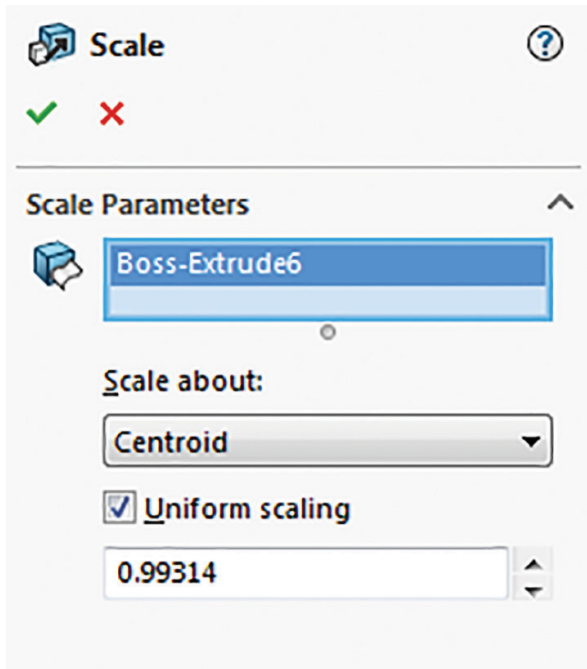 Scale
?
Scale Parameters
Boss-Extrude6
Scale about:
Centroid
Uniform scaling
0.99314